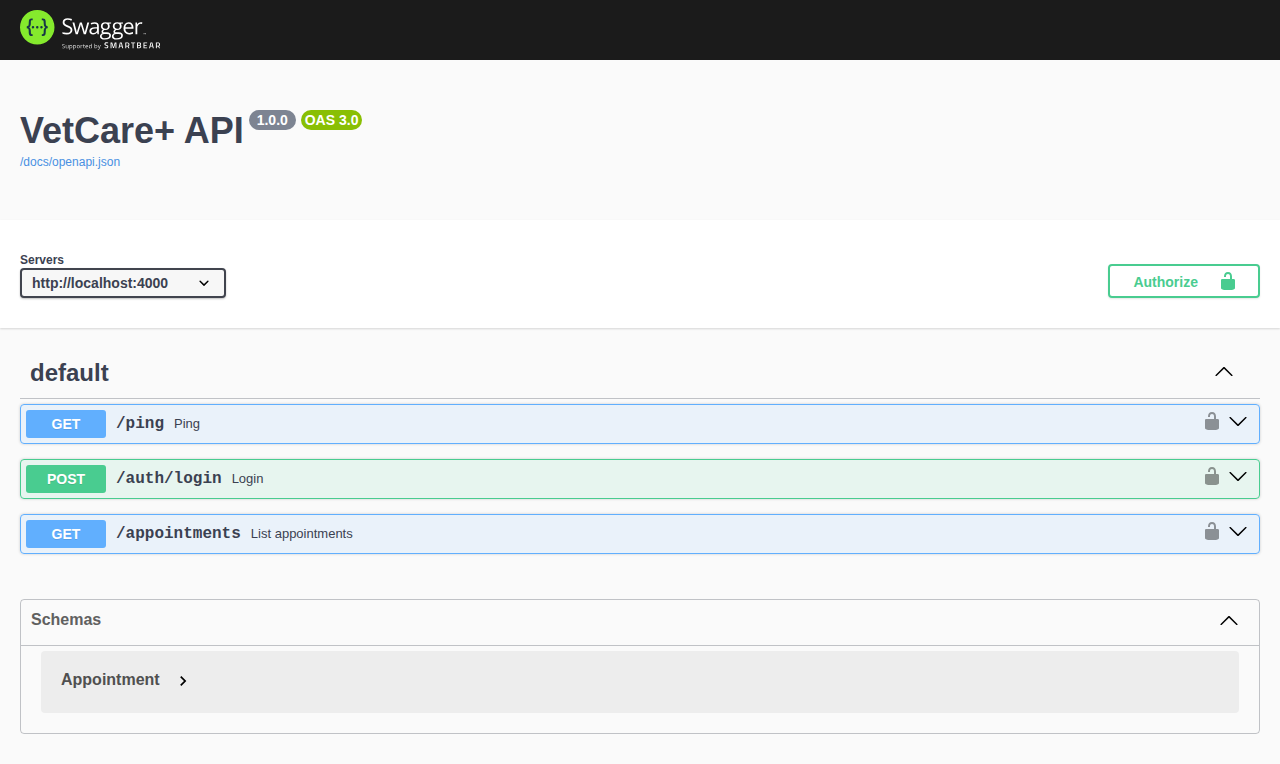 Swagger
Supported by SMARTBEAR
VetCare+ API 1.0.0 OAS 3.0
/docs/openapi.json
Servers
http://localhost:4000
Authorize
default
GET /ping Ping
POST /auth/login Login
GET /appointments List appointments
Schemas
Appointment